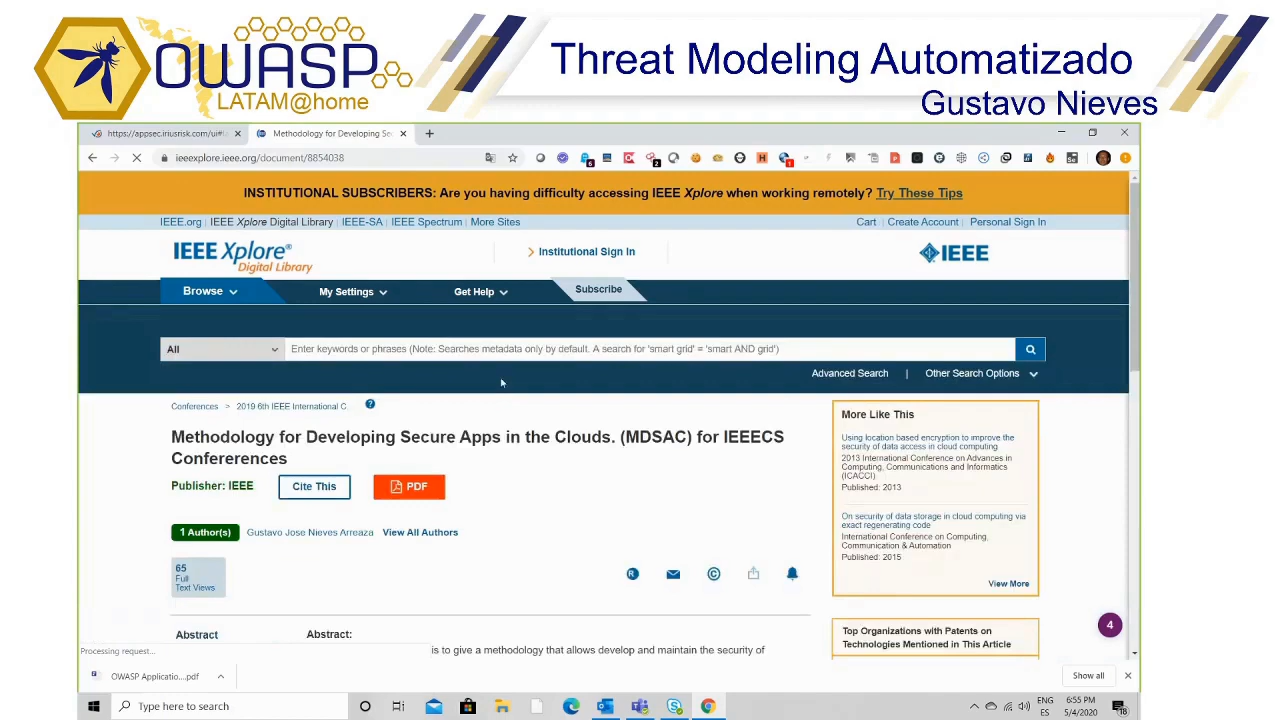 OWASP
LATAM@home
Threat Modeling Automatizado
Gustavo Nieves
https://appsec.iriusrisk.com/ui#!
Methodology for Developing Sec
ieeexplore.ieee.org/document/8854038
INSTITUTIONAL SUBSCRIBERS: Are you having difficulty accessing IEEE Xplore when working remotely? Try These Tips
IEEE.org | IEEE Xplore Digital Library | IEEE-SA | IEEE Spectrum | More Sites
Cart | Create Account | Personal Sign In
IEEE Xplore®
Digital Library
Institutional Sign In
IEEE
Browse
My Settings
Get Help
Subscribe
All
Enter keywords or phrases (Note: Searches metadata only by default. A search for 'smart grid' = 'smart AND grid')
Advanced Search | Other Search Options
Conferences > 2019 6th IEEE International C
?
Methodology for Developing Secure Apps in the Clouds. (MDSAC) for IEEECS
Confererences
Publisher: IEEE
Cite This
PDF
1 Author(s)
Gustavo Jose Nieves Arreaza
View All Authors
65
Full
Text Views
Abstract
Abstract:
is to give a methodology that allows develop and maintain the security of
More Like This
Using location based encryption to improve the
security of data access in cloud computing
2013 International Conference on Advances in
Computing, Communications and Informatics
(ICACCI)
Published: 2013
On security of data storage in cloud computing via
exact regenerating code
International Conference on Computing,
Communication & Automation
Published: 2015
View More
Top Organizations with Patents on
Technologies Mentioned in This Article
4
Processing request...
OWASP Applicatio....pdf
Show all
Type here to search
ENG
ES
6:55 PM
5/4/2020
18